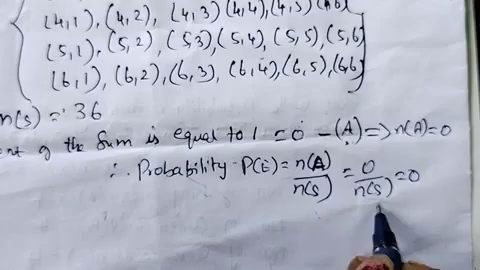 (4,1), (4,2), (4,3) (4,4), (4,5) (4,6)
(5,1), (5,2), (5,3) (5,4), (5,5), (5,6)
(6,1), (6,2), (6,3), (6,4), (6,5), (6,6)
n(s) = 36
of the Sum is equal to 1 = 0 - (A) => n(A) = 0
∴ Probability - P(E) = n(A)/n(s) = 0/n(s) = 0